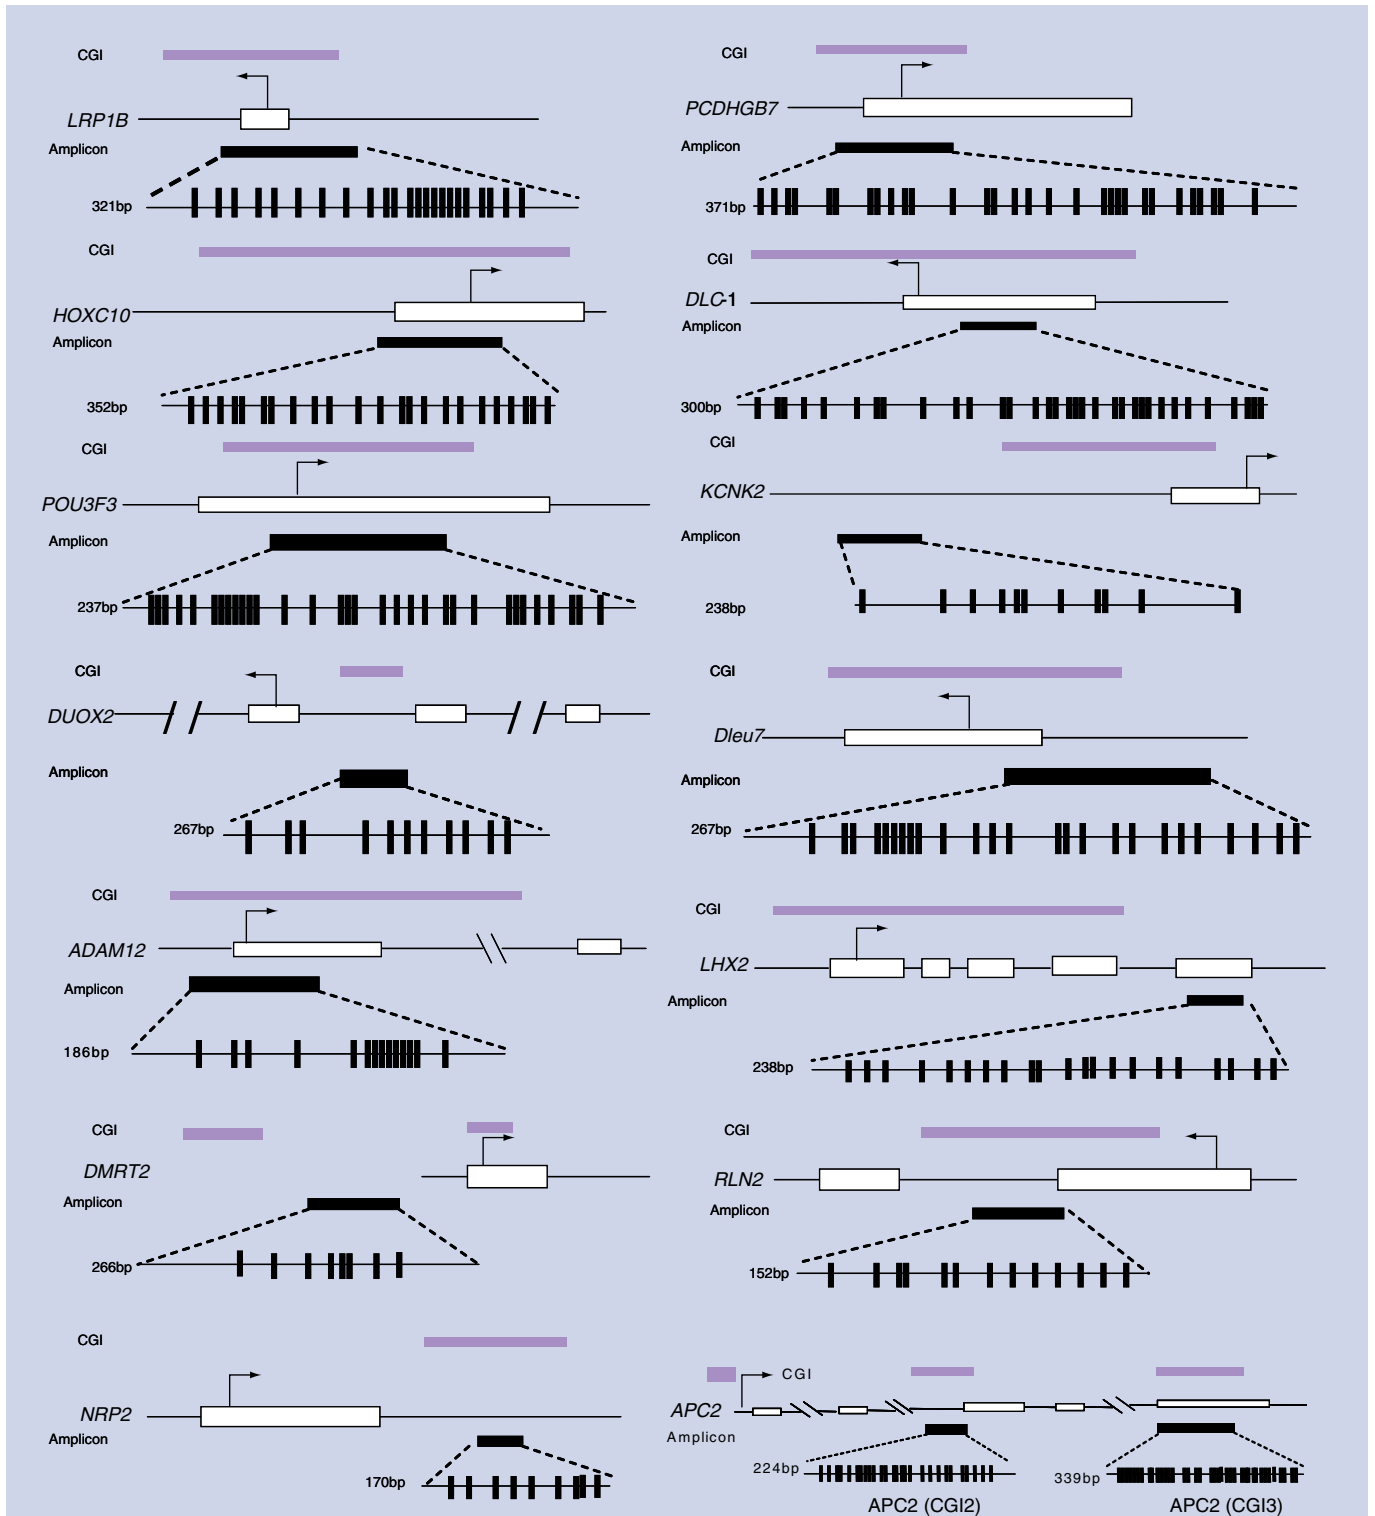 CGI
LRP1B
Amplicon
321bp
CGI
HOXC10
Amplicon
352bp
CGI
POU3F3
Amplicon
237bp
CGI
DUOX2
Amplicon
267bp
CGI
ADAM12
Amplicon
186bp
CGI
DMRT2
Amplicon
266bp
CGI
NRP2
Amplicon
170bp
CGI
PCDHGB7
Amplicon
371bp
CGI
DLC-1
Amplicon
300bp
CGI
KCNK2
Amplicon
238bp
CGI
Dleu7
Amplicon
267bp
CGI
LHX2
Amplicon
238bp
CGI
RLN2
Amplicon
152bp
CGI
APC2
Amplicon
224bp
339bp
APC2 (CGI2)
APC2 (CGI3)